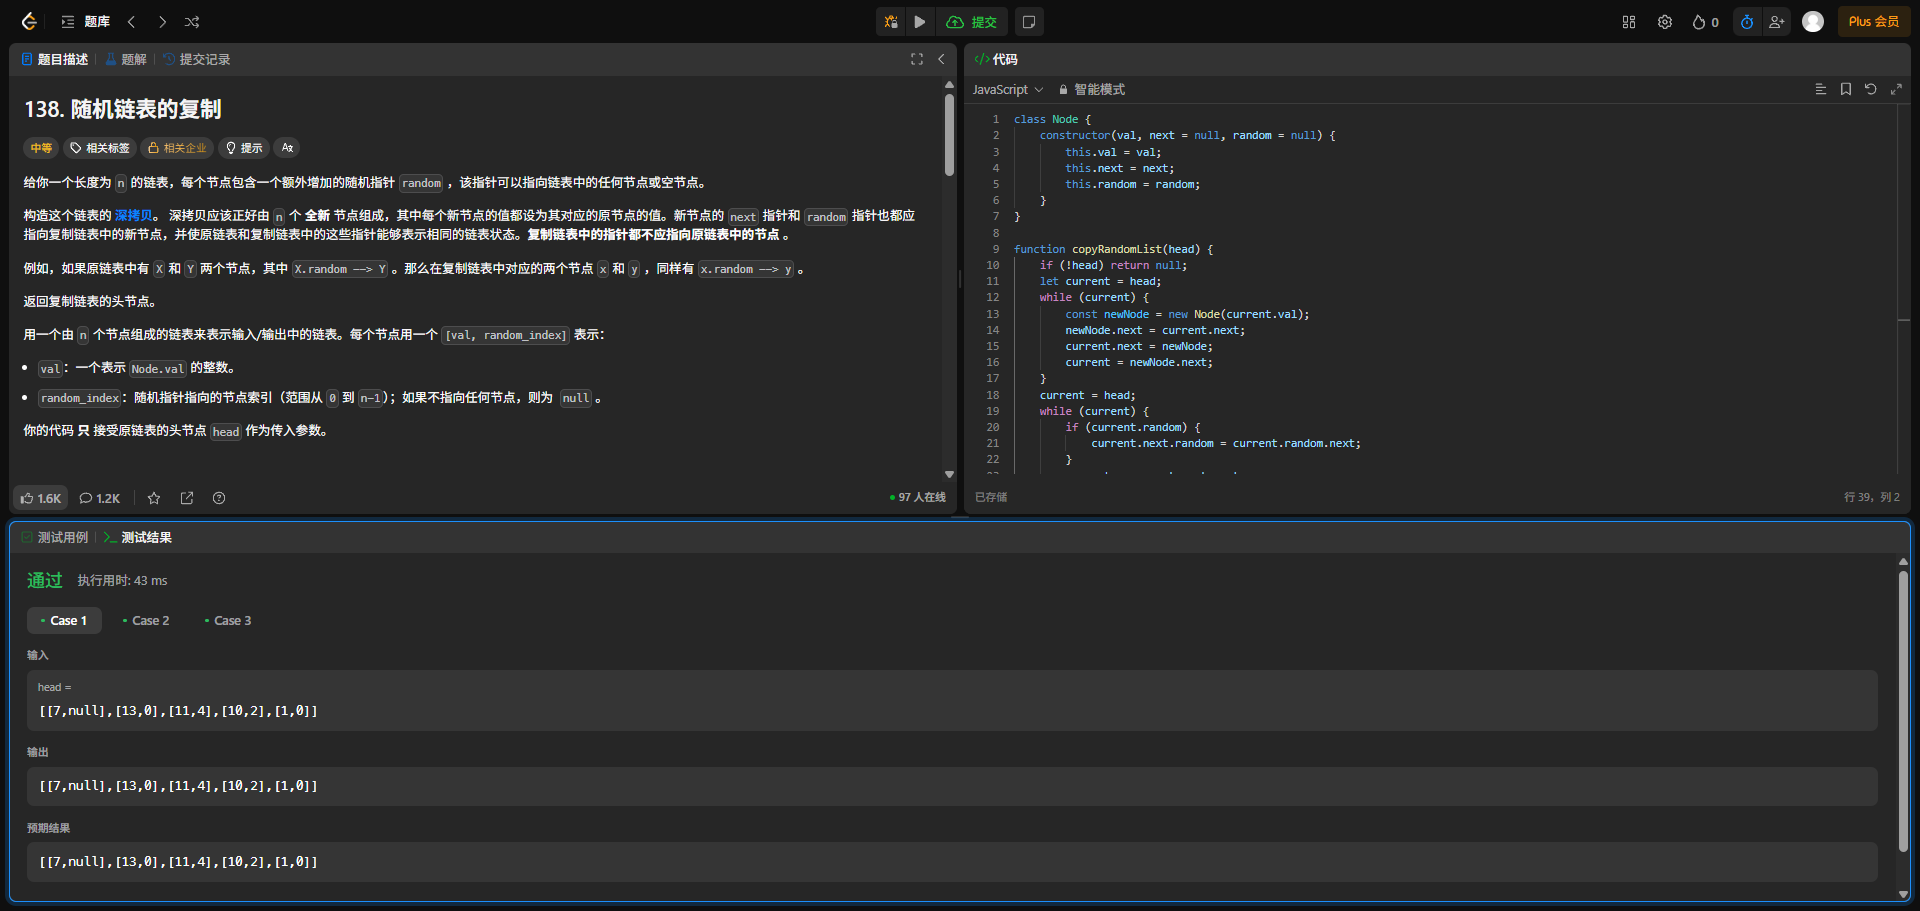 题库
提交
0
Plus 会员
题目描述
题解
提交记录
138. 随机链表的复制
中等
相关标签
相关企业
提示
给你一个长度为 n 的链表，每个节点包含一个额外增加的随机指针 random ，该指针可以指向链表中的任何节点或空节点。
构造这个链表的 深拷贝。 深拷贝应该正好由 n 个 全新 节点组成，其中每个新节点的值都设为其对应的原节点的值。新节点的 next 指针和 random 指针也都应
指向复制链表中的新节点，并使原链表和复制链表中的这些指针能够表示相同的链表状态。复制链表中的指针都不应指向原链表中的节点 。
例如，如果原链表中有 X 和 Y 两个节点，其中 X.random --> Y 。那么在复制链表中对应的两个节点 x 和 y ，同样有 x.random --> y 。
返回复制链表的头节点。
用一个由 n 个节点组成的链表来表示输入/输出中的链表。每个节点用一个 [val, random_index] 表示：
val：一个表示 Node.val 的整数。
random_index：随机指针指向的节点索引（范围从 0 到 n-1）；如果不指向任何节点，则为 null 。
你的代码 只 接受原链表的头节点 head 作为传入参数。
1.6K
1.2K
97 人在线
代码
JavaScript
智能模式
1 class Node {
2 constructor(val, next = null, random = null) {
3 this.val = val;
4 this.next = next;
5 this.random = random;
6 }
7 }
8
9 function copyRandomList(head) {
10 if (!head) return null;
11 let current = head;
12 while (current) {
13 const newNode = new Node(current.val);
14 newNode.next = current.next;
15 current.next = newNode;
16 current = newNode.next;
17 }
18 current = head;
19 while (current) {
20 if (current.random) {
21 current.next.random = current.random.next;
22 }
已存储
行 39，列 2
测试用例
测试结果
通过
执行用时: 43 ms
Case 1
Case 2
Case 3
输入
head =
[[7,null],[13,0],[11,4],[10,2],[1,0]]
输出
[[7,null],[13,0],[11,4],[10,2],[1,0]]
预期结果
[[7,null],[13,0],[11,4],[10,2],[1,0]]